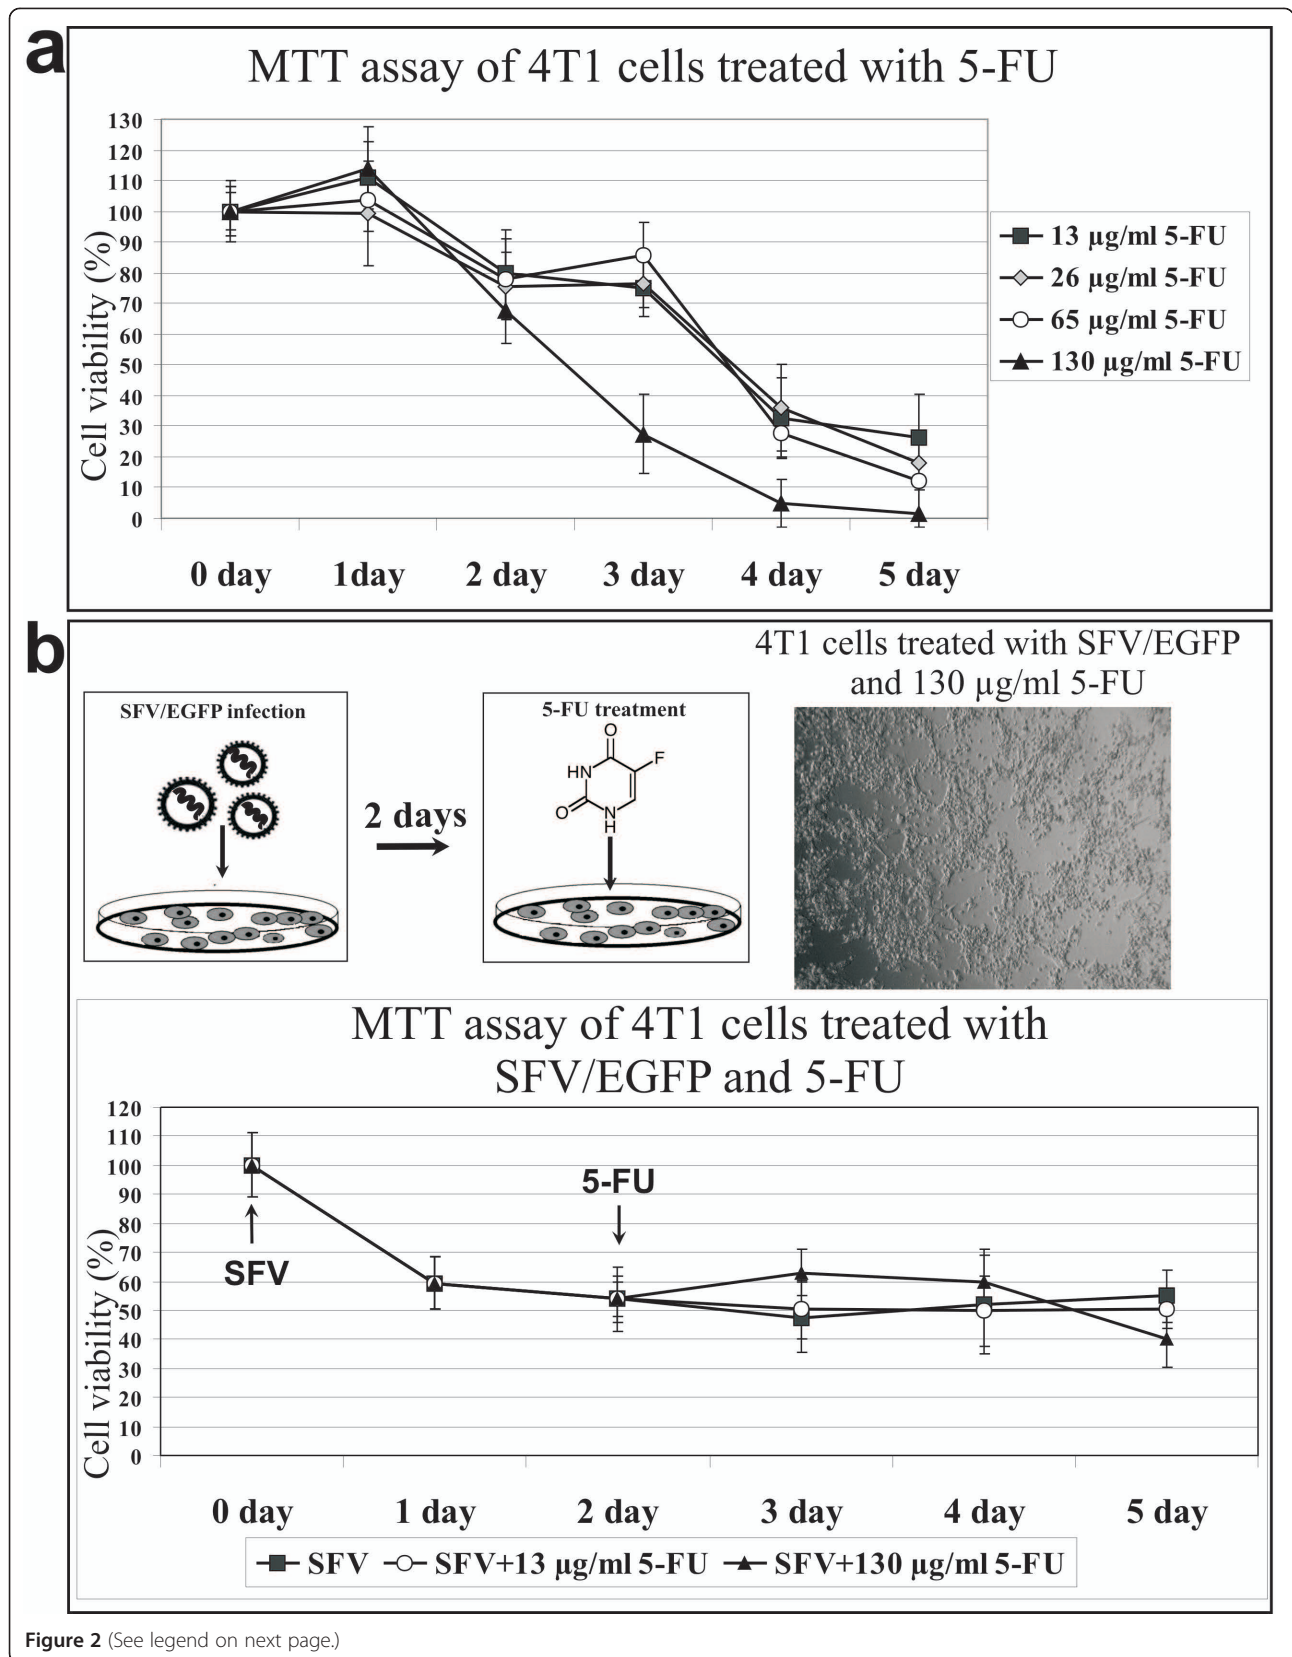 a
MTT assay of 4T1 cells treated with 5-FU
130
120
110
100
90
80
70
60
50
40
30
20
10
0
Cell viability (%)
0 day 1day 2 day 3 day 4 day 5 day
13 µg/ml 5-FU
26 µg/ml 5-FU
65 µg/ml 5-FU
130 µg/ml 5-FU
b
SFV/EGFP infection
2 days
5-FU treatment
O
F
HN
O
N
H
4T1 cells treated with SFV/EGFP
and 130 µg/ml 5-FU
MTT assay of 4T1 cells treated with
SFV/EGFP and 5-FU
120
110
100
90
80
70
60
50
40
30
20
10
0
Cell viability (%)
SFV
5-FU
0 day 1 day 2 day 3 day 4 day 5 day
SFV SFV+13 µg/ml 5-FU SFV+130 µg/ml 5-FU
Figure 2 (See legend on next page.)